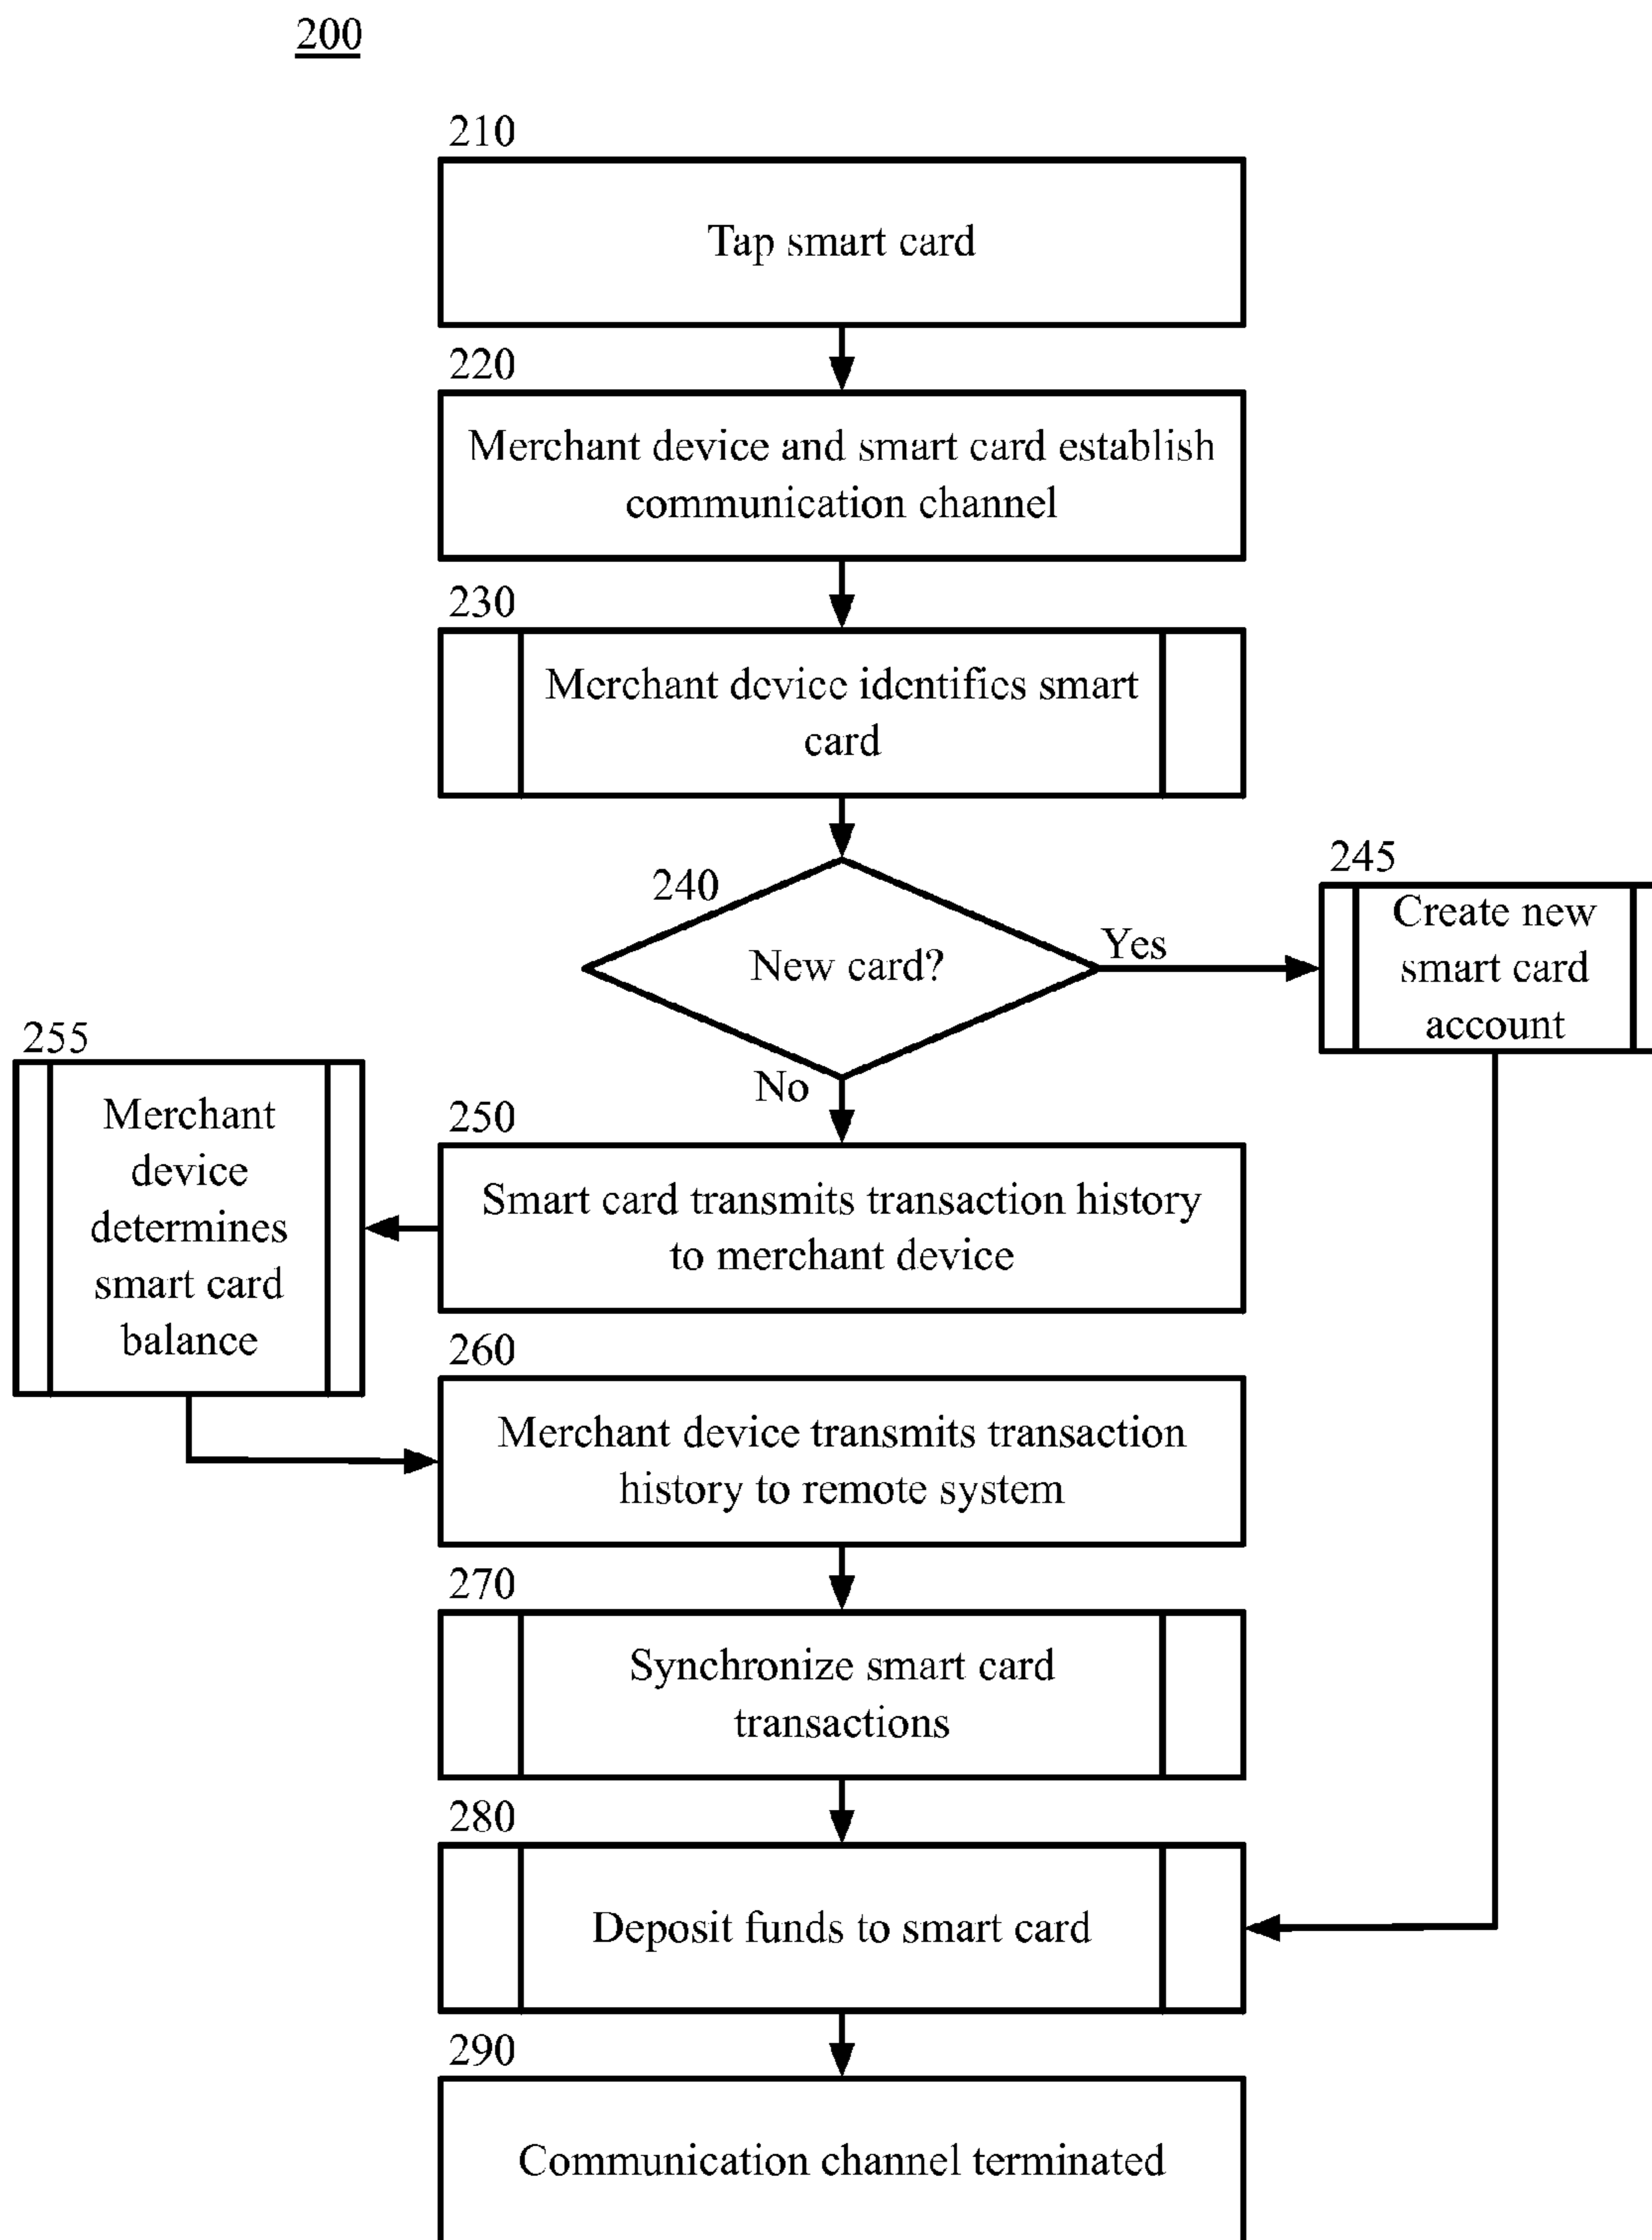 200
210
Tap smart card
220
Merchant device and smart card establish
communication channel
230
Merchant device identifies smart
card
240
New card?
Yes
245
Create new
smart card
account
No
255
Merchant
device
determines
smart card
balance
250
Smart card transmits transaction history
to merchant device
260
Merchant device transmits transaction
history to remote system
270
Synchronize smart card
transactions
280
Deposit funds to smart card
290
Communication channel terminated